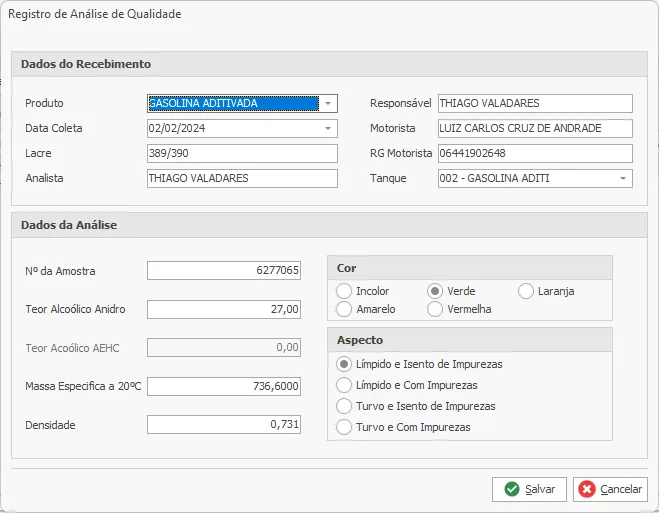 Registro de Análise de Qualidade
Dados do Recebimento
Produto GASOLINA ADITIVADA Responsável THIAGO VALADARES
Data Coleta 02/02/2024 Motorista LUIZ CARLOS CRUZ DE ANDRADE
Lacre 389/390 RG Motorista 06441902648
Analista THIAGO VALADARES Tanque 002 - GASOLINA ADITI
Dados da Análise
Nº da Amostra 6277065
Teor Alcoólico Anidro 27,00
Teor Acoólico AEHC 0,00
Massa Especifica a 20ºC 736,6000
Densidade 0,731
Cor
Incolor Verde Laranja
Amarelo Vermelha
Aspecto
Límpido e Isento de Impurezas
Límpido e Com Impurezas
Turvo e Isento de Impurezas
Turvo e Com Impurezas
Salvar Cancelar